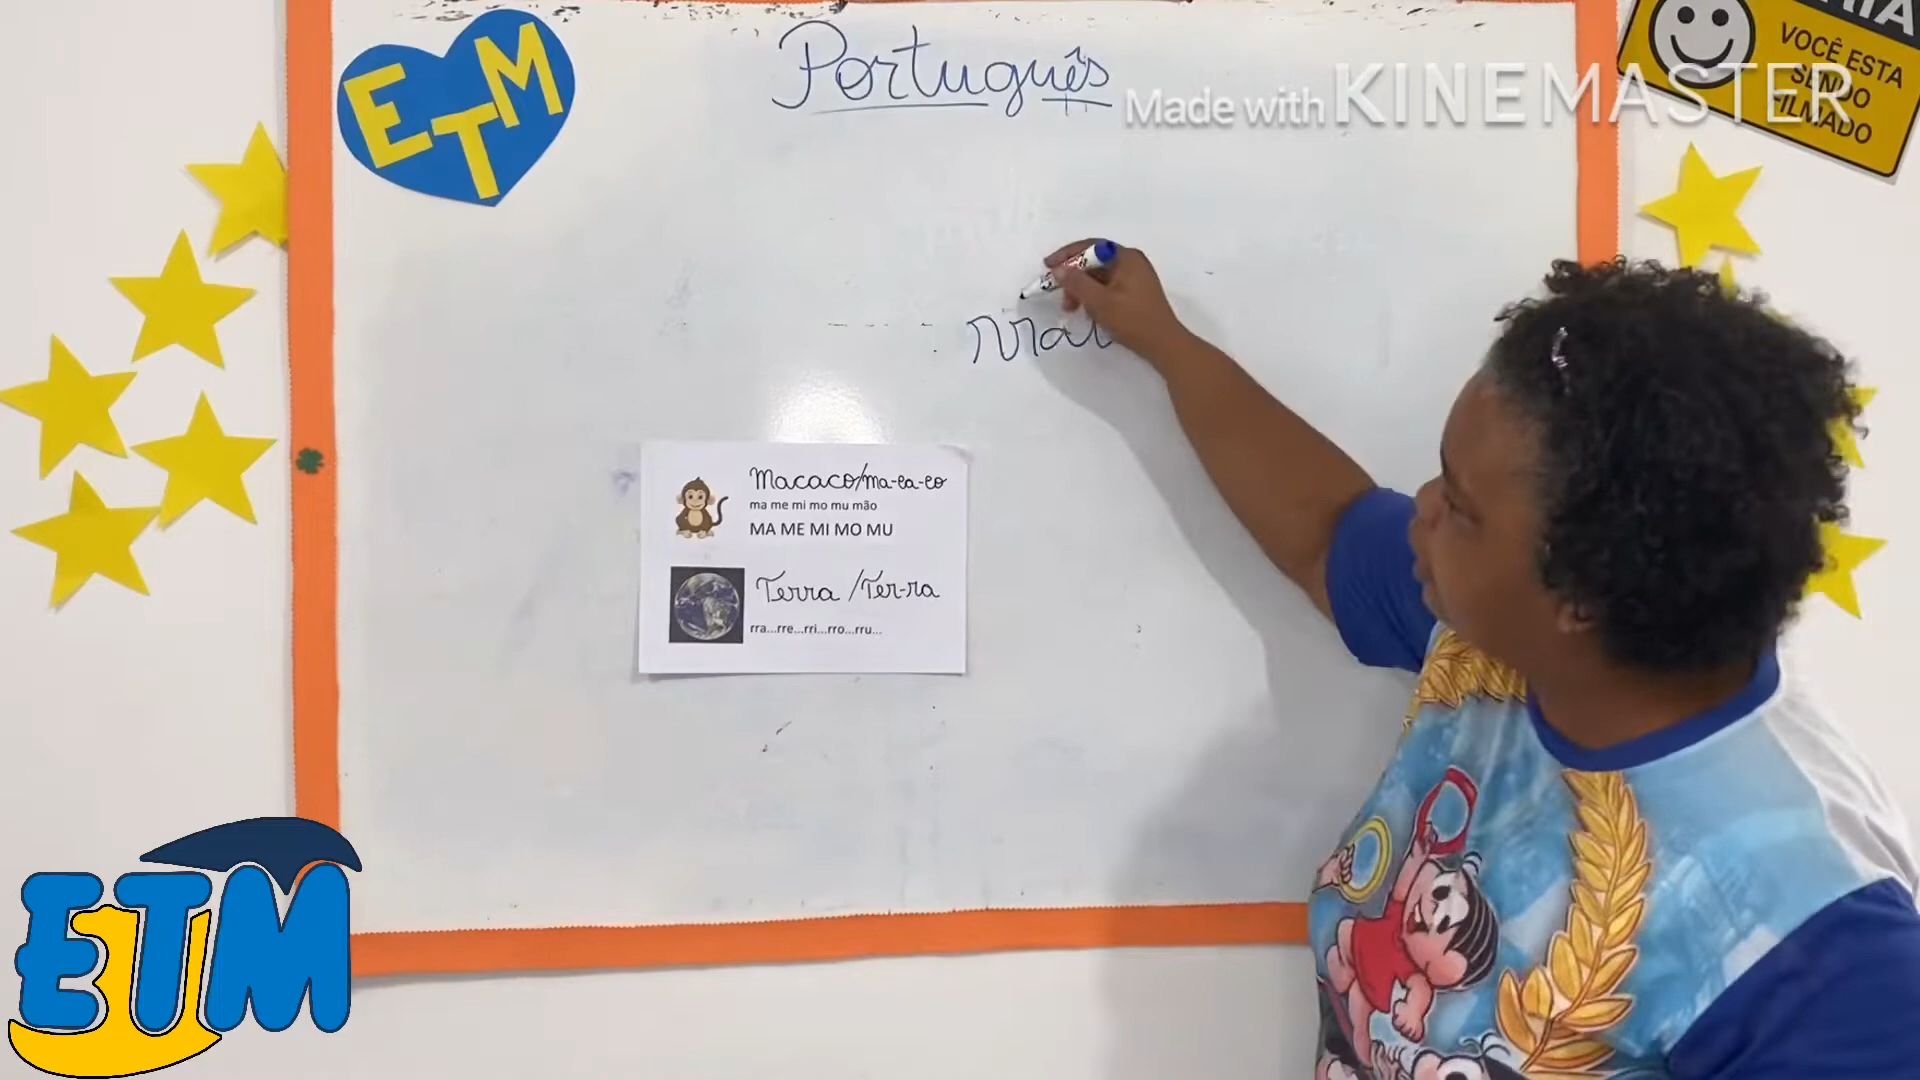 ETM
Português
Made with KINEMASTER
VOCÊ ESTA
SENDO
FILMADO
Macaco/ma-ca-co
ma me mi mo mu mão
MA ME MI MO MU
Terra /Ter-ra
rra...rre...rri...rro...rru...
ETM